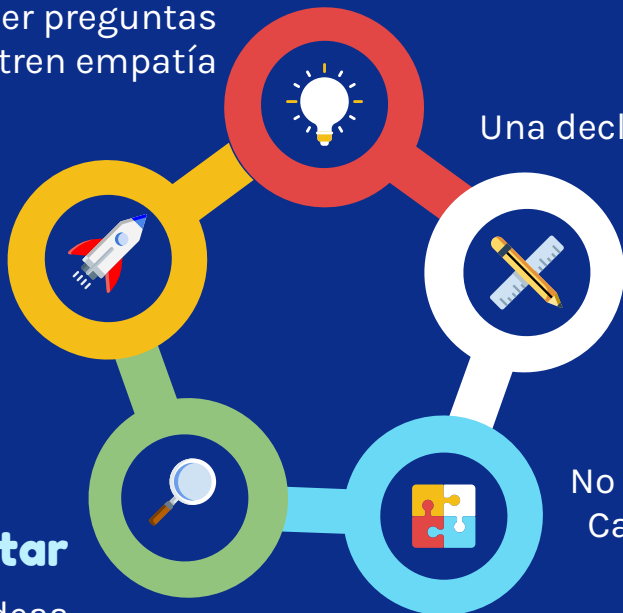 er preguntas
tren empatía
Una decl
No
Ca
tar